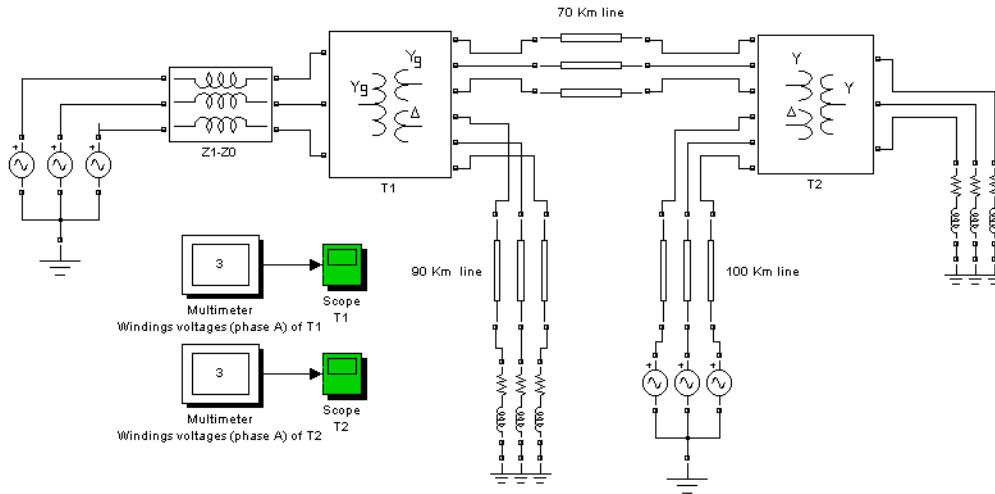 70 Km line
Yg
Yg
Δ
Z1-Z0
T1
Y
Y
Δ
T2
90 Km line
100 Km line
3
Scope
T1
Multimeter
Windings voltages (phase A) of T1
3
Scope
T2
Multimeter
Windings voltages (phase A) of T2
+
+
+
+
+
+